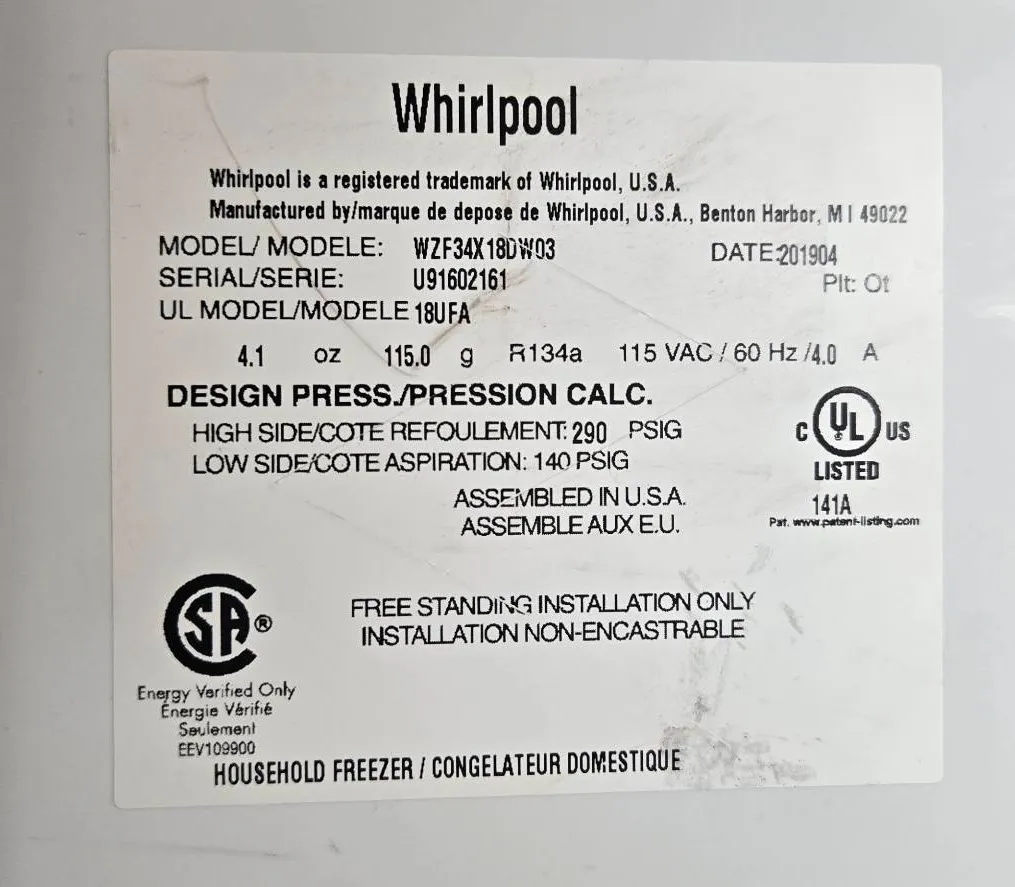 Whirlpool
Whirlpool is a registered trademark of Whirlpool, U.S.A.
Manufactured by/marque de depose de Whirlpool, U.S.A., Benton Harbor, M I 49022
MODEL/ MODELE: WZF34X18DW03 DATE:201904
SERIAL/SERIE: U91602161 Plt: Ot
UL MODEL/MODELE 18UFA
4.1 oz 115.0 g R134a 115 VAC / 60 Hz /4.0 A
DESIGN PRESS./PRESSION CALC.
HIGH SIDE/COTE REFOULEMENT: 290 PSIG
LOW SIDE/COTE ASPIRATION: 140 PSIG
C UL US
LISTED
141A
Pat. www.patent-listing.com
ASSEMBLED IN U.S.A.
ASSEMBLE AUX E.U.
SA ®
Energy Verified Only
Énergie Vérifié
Seulement
EEV109900
FREE STANDING INSTALLATION ONLY
INSTALLATION NON-ENCASTRABLE
HOUSEHOLD FREEZER / CONGELATEUR DOMESTIQUE